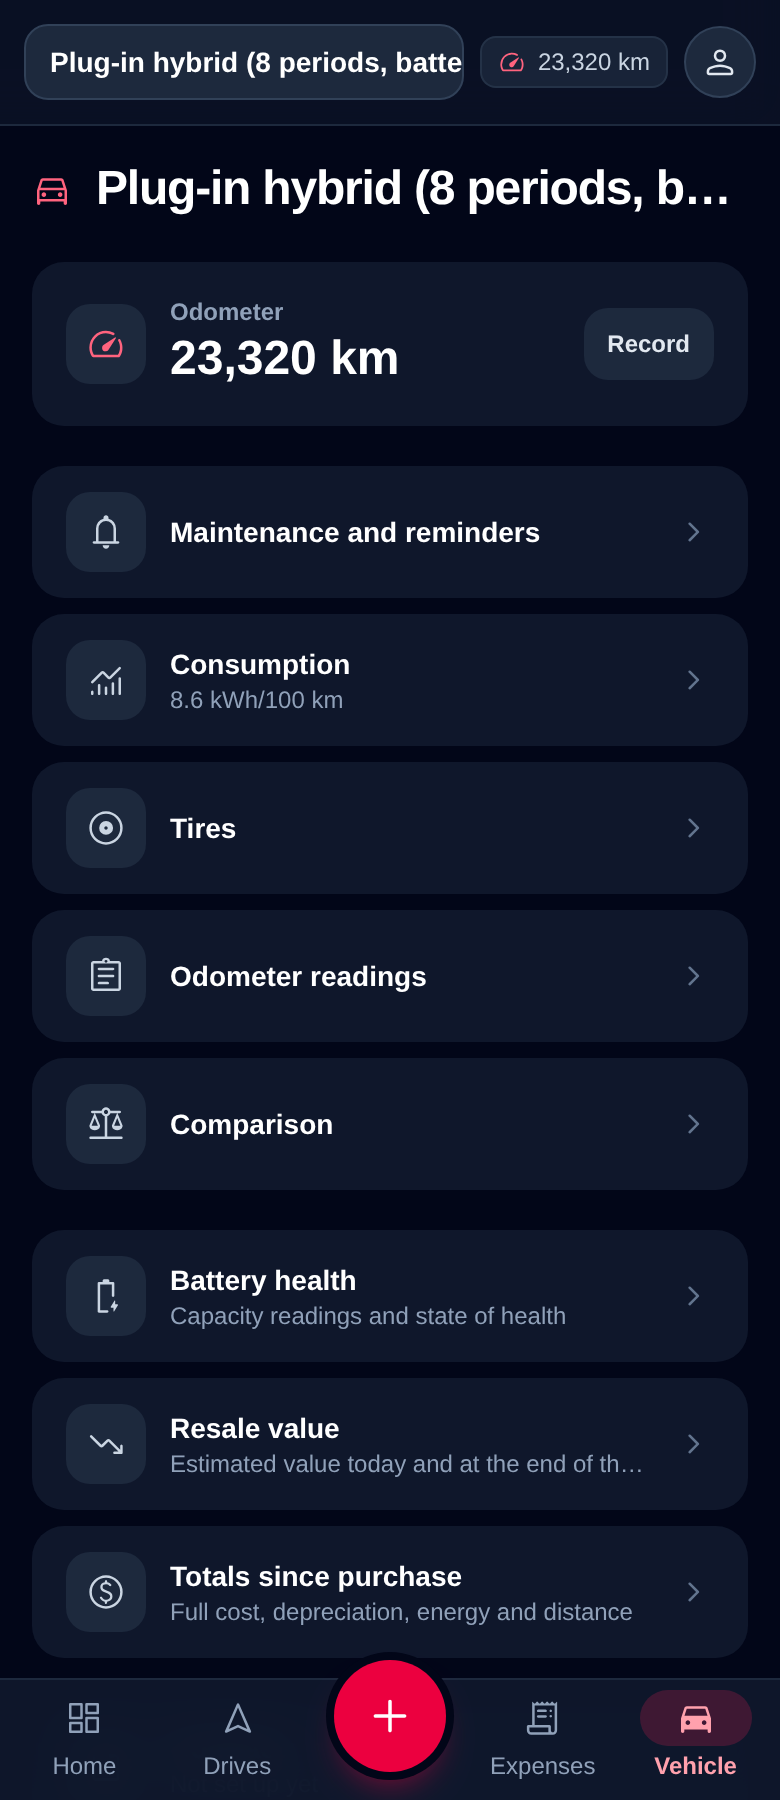 Plug-in hybrid (8 periods, batte
23,320 km
Plug-in hybrid (8 periods, b…
Odometer
23,320 km
Record
Maintenance and reminders
Consumption
8.6 kWh/100 km
Tires
Odometer readings
Comparison
Battery health
Capacity readings and state of health
Resale value
Estimated value today and at the end of th…
Totals since purchase
Full cost, depreciation, energy and distance
Home
Drives
Expenses
Vehicle